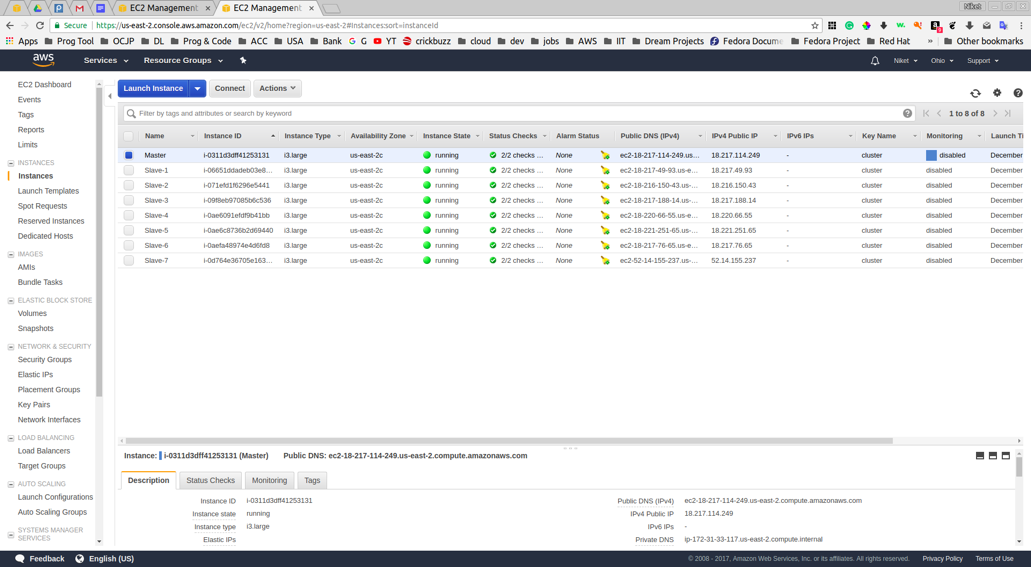 Niket
EC2 Management
EC2 Management
Secure https://us-east-2.console.aws.amazon.com/ec2/v2/home?region=us-east-2#Instances:sort=instanceId
Apps Prog Tool OCJP DL Prog & Code ACC USA Bank G YT crickbuzz cloud dev jobs AWS IIT Dream Projects Fedora Docume Fedora Project Red Hat » Other bookmarks
aws Services Resource Groups Niket Ohio Support
EC2 Dashboard
Events
Tags
Reports
Limits
INSTANCES
Instances
Launch Templates
Spot Requests
Reserved Instances
Dedicated Hosts
IMAGES
AMIs
Bundle Tasks
ELASTIC BLOCK STORE
Volumes
Snapshots
NETWORK & SECURITY
Security Groups
Elastic IPs
Placement Groups
Key Pairs
Network Interfaces
LOAD BALANCING
Load Balancers
Target Groups
AUTO SCALING
Launch Configurations
Auto Scaling Groups
SYSTEMS MANAGER
SERVICES
Launch Instance Connect Actions
Filter by tags and attributes or search by keyword 1 to 8 of 8
Name Instance ID Instance Type Availability Zone Instance State Status Checks Alarm Status Public DNS (IPv4) IPv4 Public IP IPv6 IPs Key Name Monitoring Launch Ti
Master i-0311d3dff41253131 i3.large us-east-2c running 2/2 checks ... None ec2-18-217-114-249.us... 18.217.114.249 - cluster disabled December
Slave-1 i-06651ddadeb03e8... i3.large us-east-2c running 2/2 checks ... None ec2-18-217-49-93.us-e... 18.217.49.93 - cluster disabled December
Slave-2 i-071efd1f6296e5441 i3.large us-east-2c running 2/2 checks ... None ec2-18-216-150-43.us-... 18.216.150.43 - cluster disabled December
Slave-3 i-09f8eb97085b6c536 i3.large us-east-2c running 2/2 checks ... None ec2-18-217-188-14.us-... 18.217.188.14 - cluster disabled December
Slave-4 i-0ae6091efdf9b41bb i3.large us-east-2c running 2/2 checks ... None ec2-18-220-66-55.us-e... 18.220.66.55 - cluster disabled December
Slave-5 i-0ae6c8736b2d69440 i3.large us-east-2c running 2/2 checks ... None ec2-18-221-251-65.us-... 18.221.251.65 - cluster disabled December
Slave-6 i-0aefa48974e4d6fd8 i3.large us-east-2c running 2/2 checks ... None ec2-18-217-76-65.us-e... 18.217.76.65 - cluster disabled December
Slave-7 i-0d764e36705e163... i3.large us-east-2c running 2/2 checks ... None ec2-52-14-155-237.us-... 52.14.155.237 - cluster disabled December
Instance: i-0311d3dff41253131 (Master) Public DNS: ec2-18-217-114-249.us-east-2.compute.amazonaws.com
Description Status Checks Monitoring Tags
Instance ID i-0311d3dff41253131 Public DNS (IPv4) ec2-18-217-114-249.us-east-2.compute.amazonaws.com
Instance state running IPv4 Public IP 18.217.114.249
Instance type i3.large IPv6 IPs -
Elastic IPs Private DNS ip-172-31-33-117.us-east-2.compute.internal
Feedback English (US) © 2008 - 2017, Amazon Web Services, Inc. or its affiliates. All rights reserved. Privacy Policy Terms of Use